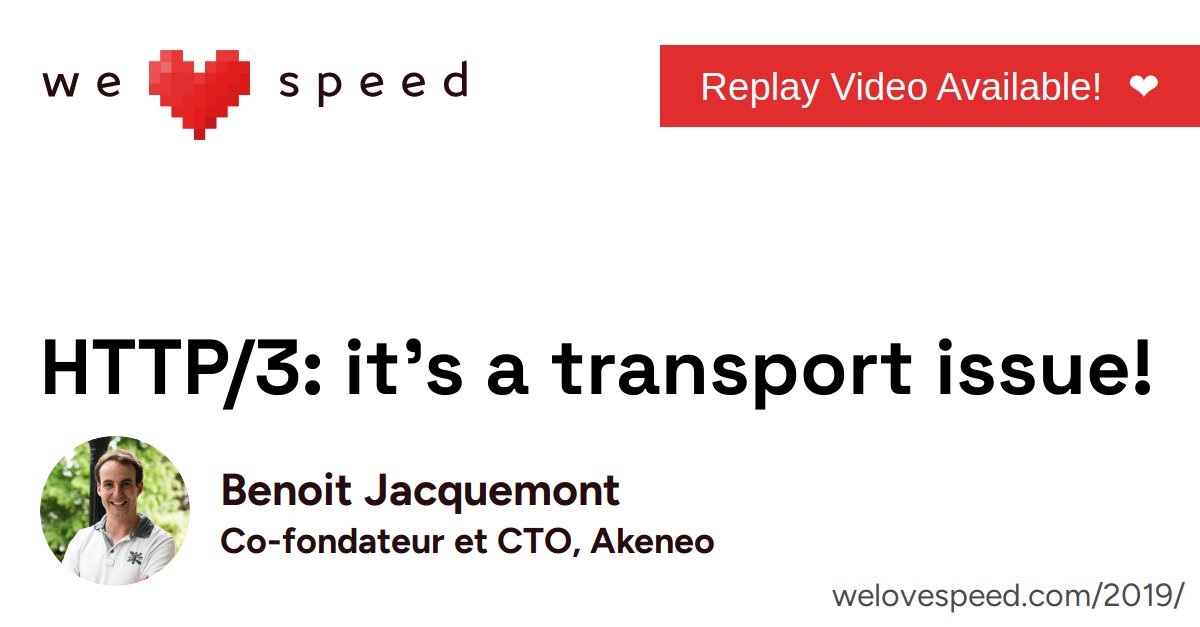 we speed
Replay Video Available! ❤
HTTP/3: it’s a transport issue!
Benoit Jacquemont
Co-fondateur et CTO, Akeneo
welovespeed.com/2019/